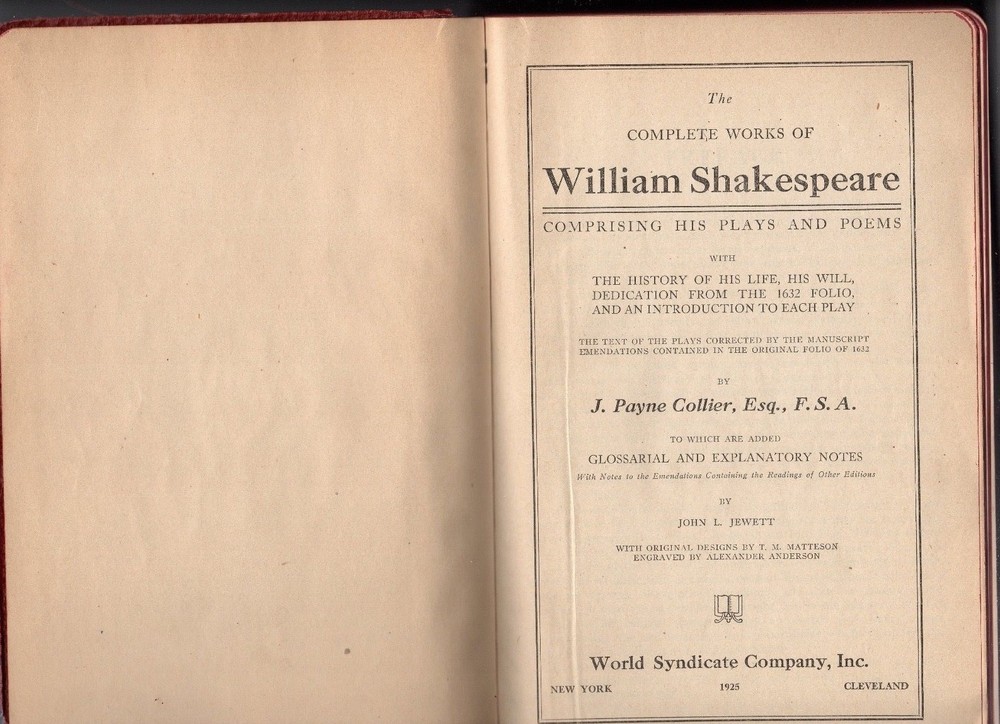 The
COMPLETE WORKS OF
William Shakespeare
COMPRISING HIS PLAYS AND POEMS
WITH
THE HISTORY OF HIS LIFE, HIS WILL,
DEDICATION FROM THE 1632 FOLIO,
AND AN INTRODUCTION TO EACH PLAY
THE TEXT OF THE PLAYS CORRECTED BY THE MANUSCRIPT
EMENDATIONS CONTAINED IN THE ORIGINAL FOLIO OF 1632
BY
J. Payne Collier, Esq., F. S. A.
TO WHICH ARE ADDED
GLOSSARIAL AND EXPLANATORY NOTES
With Notes to the Emendations Containing the Readings of Other Editions
BY
JOHN L. JEWETT
WITH ORIGINAL DESIGNS BY T. M. MATTESON
ENGRAVED BY ALEXANDER ANDERSON
World Syndicate Company, Inc.
NEW YORK 1925 CLEVELAND